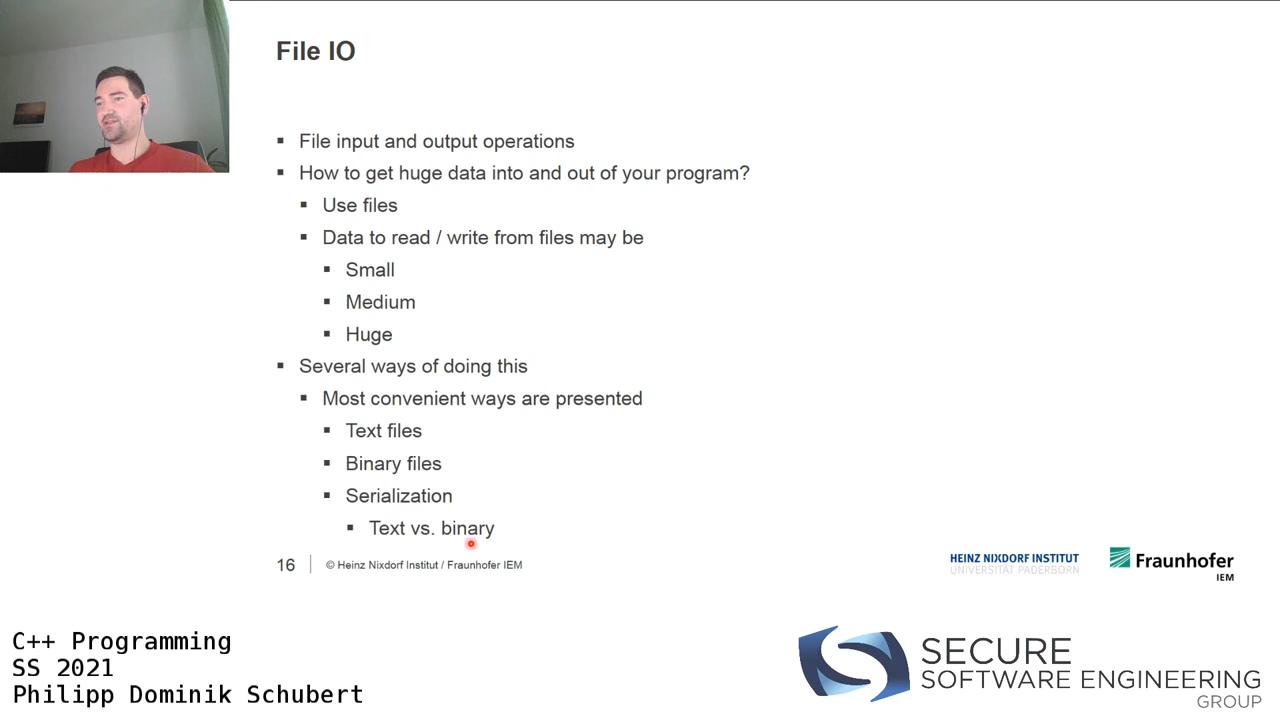 File IO
▪ File input and output operations
▪ How to get huge data into and out of your program?
▪ Use files
▪ Data to read / write from files may be
▪ Small
▪ Medium
▪ Huge
▪ Several ways of doing this
▪ Most convenient ways are presented
▪ Text files
▪ Binary files
▪ Serialization
▪ Text vs. binary
16 | © Heinz Nixdorf Institut / Fraunhofer IEM
HEINZ NIXDORF INSTITUT
UNIVERSITÄT PADERBORN
Fraunhofer
IEM
C++ Programming
SS 2021
Philipp Dominik Schubert
SECURE
SOFTWARE ENGINEERING
GROUP